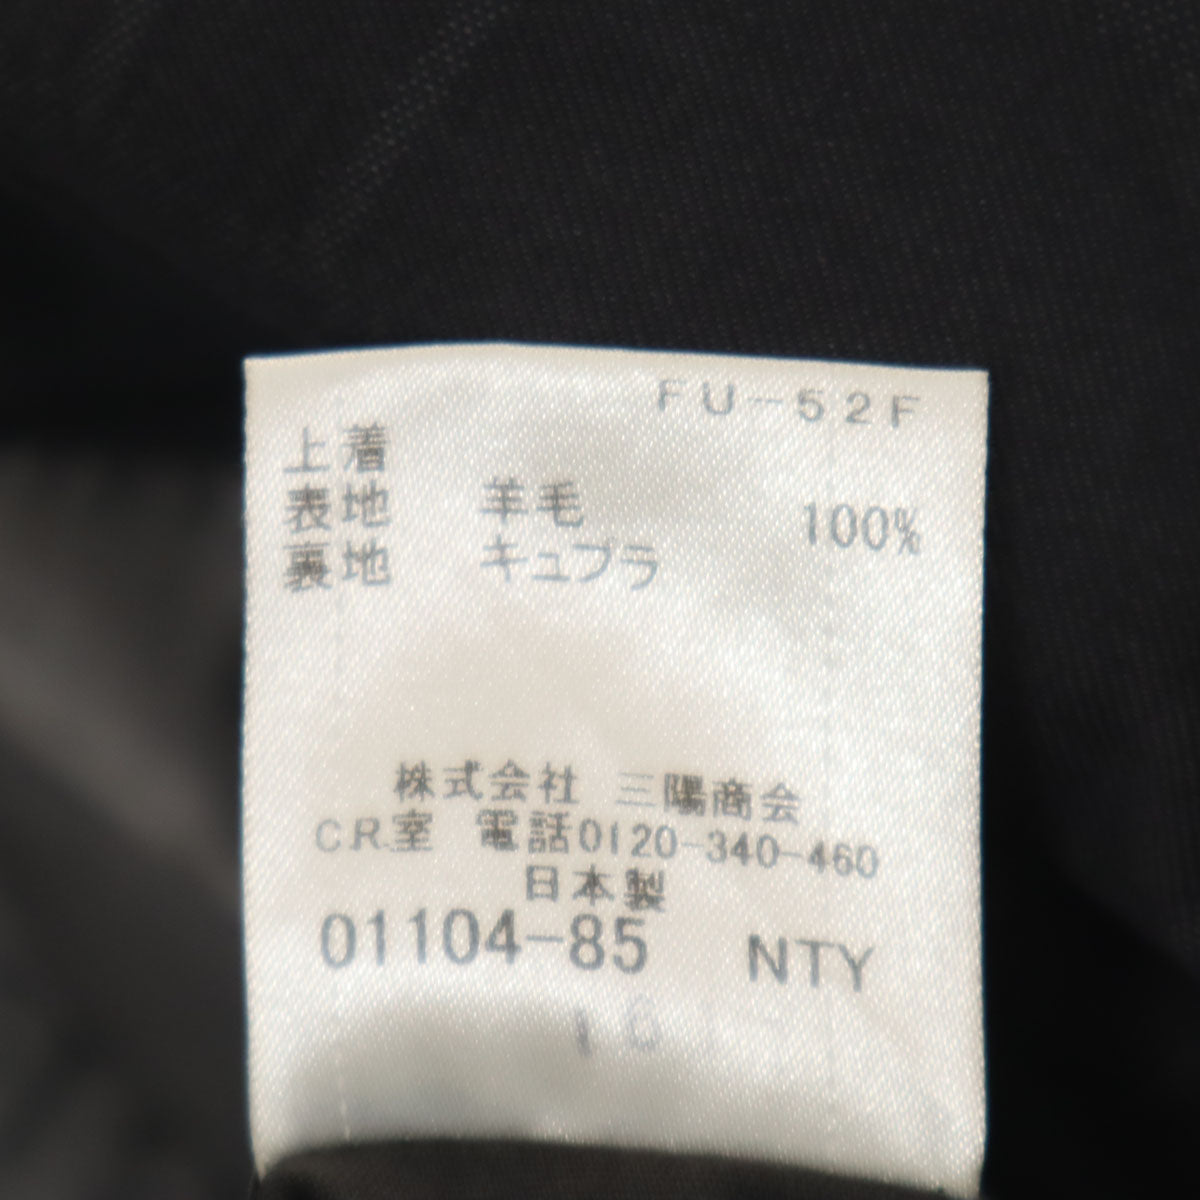 FU-52F
上着
表地 羊毛 100%
裏地 キュプラ
株式会社 三陽商会
C.R.室 電話0120-340-460
日本製
01104-85 NTY
16